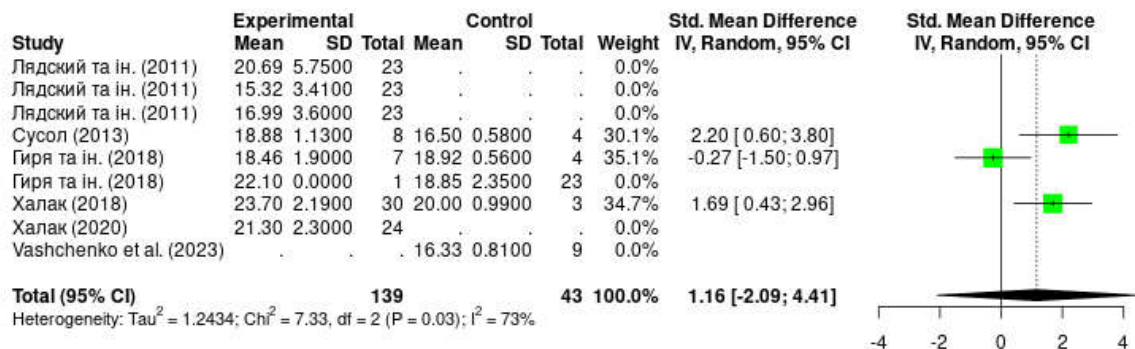 Experimental Control Std. Mean Difference Std. Mean Difference
Study Mean SD Total Mean SD Total Weight IV, Random, 95% CI IV, Random, 95% CI
Лядский та ін. (2011) 20.69 5.7500 23 . . . 0.0%
Лядский та ін. (2011) 15.32 3.4100 23 . . . 0.0%
Лядский та ін. (2011) 16.99 3.6000 23 . . . 0.0%
Сусол (2013) 18.88 1.1300 8 16.50 0.5800 4 30.1% 2.20 [ 0.60; 3.80]
Гиря та ін. (2018) 18.46 1.9000 7 18.92 0.5600 4 35.1% -0.27 [-1.50; 0.97]
Гиря та ін. (2018) 22.10 0.0000 1 18.85 2.3500 23 0.0%
Халак (2018) 23.70 2.1900 30 20.00 0.9900 3 34.7% 1.69 [ 0.43; 2.96]
Халак (2020) 21.30 2.3000 24 . . . 0.0%
Vashchenko et al. (2023) . . . 16.33 0.8100 9 0.0%
Total (95% CI) 139 43 100.0% 1.16 [-2.09; 4.41]
Heterogeneity: Tau² = 1.2434; Chi² = 7.33, df = 2 (P = 0.03); I² = 73%
-4 -2 0 2 4